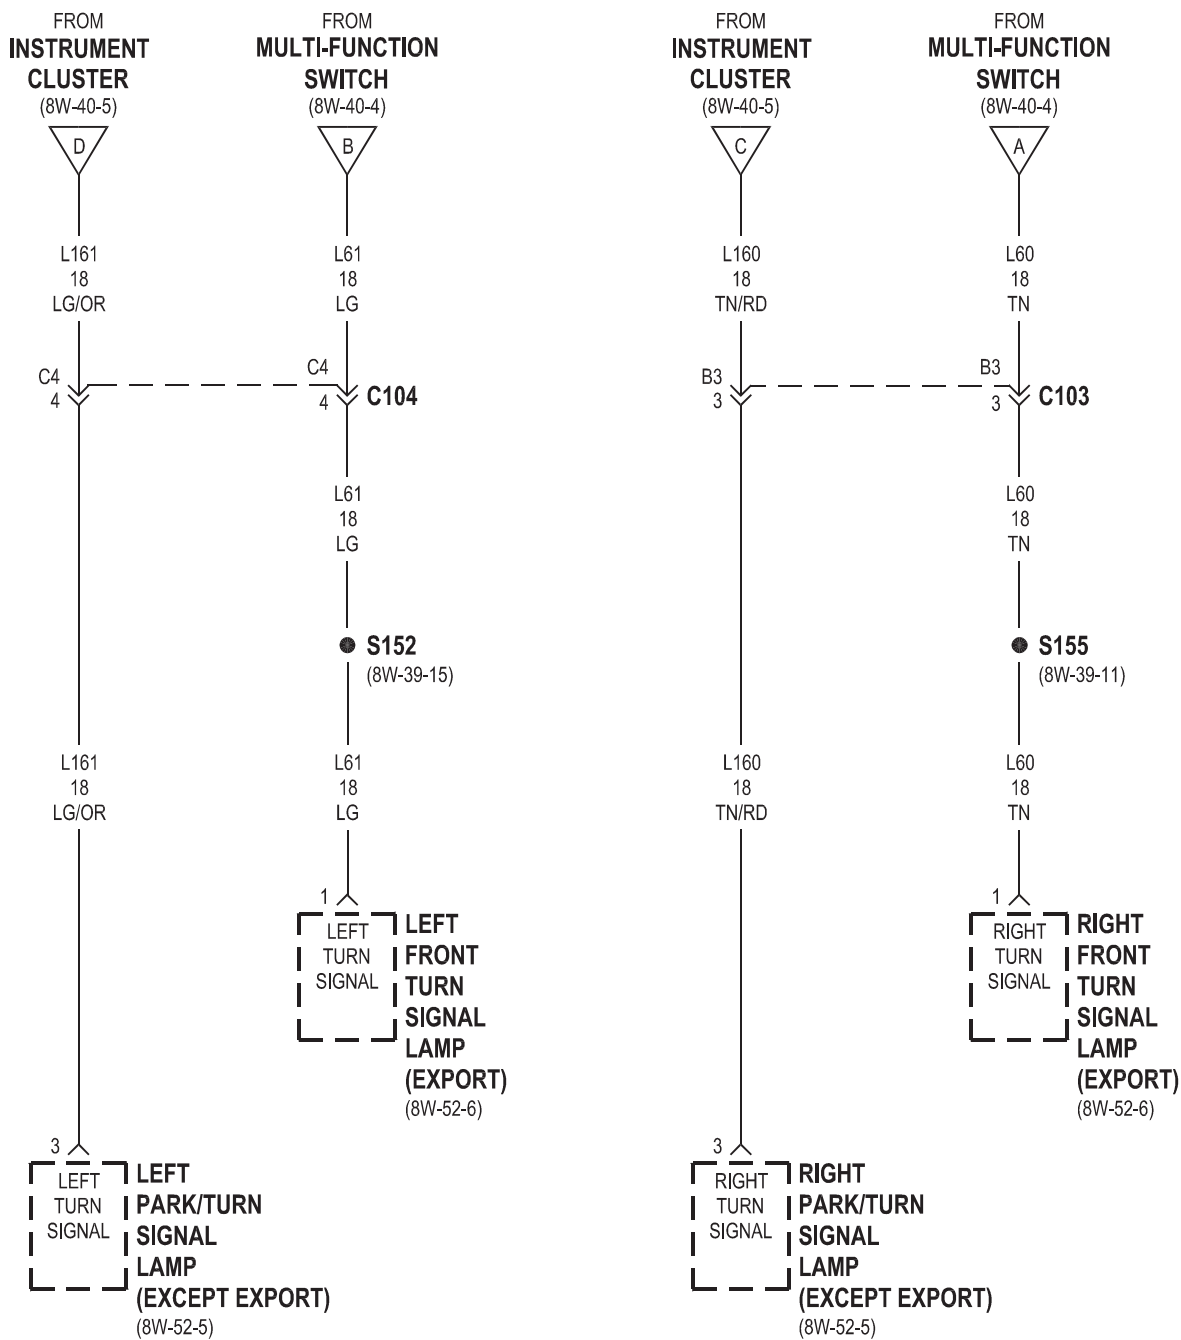 FROM
INSTRUMENT
CLUSTER
(8W-40-5)
D
L161
18
LG/OR
C4
4
L161
18
LG/OR
3
LEFT
TURN
SIGNAL
LEFT
PARK/TURN
SIGNAL
LAMP
(EXCEPT EXPORT)
(8W-52-5)
FROM
MULTI-FUNCTION
SWITCH
(8W-40-4)
B
L61
18
LG
C4
4
C104
L61
18
LG
S152
(8W-39-15)
L61
18
LG
1
LEFT
TURN
SIGNAL
LEFT
FRONT
TURN
SIGNAL
LAMP
(EXPORT)
(8W-52-6)
FROM
INSTRUMENT
CLUSTER
(8W-40-5)
C
L160
18
TN/RD
B3
3
L160
18
TN/RD
3
RIGHT
TURN
SIGNAL
RIGHT
PARK/TURN
SIGNAL
LAMP
(EXCEPT EXPORT)
(8W-52-5)
FROM
MULTI-FUNCTION
SWITCH
(8W-40-4)
A
L60
18
TN
B3
3
C103
L60
18
TN
S155
(8W-39-11)
L60
18
TN
1
RIGHT
TURN
SIGNAL
RIGHT
FRONT
TURN
SIGNAL
LAMP
(EXPORT)
(8W-52-6)